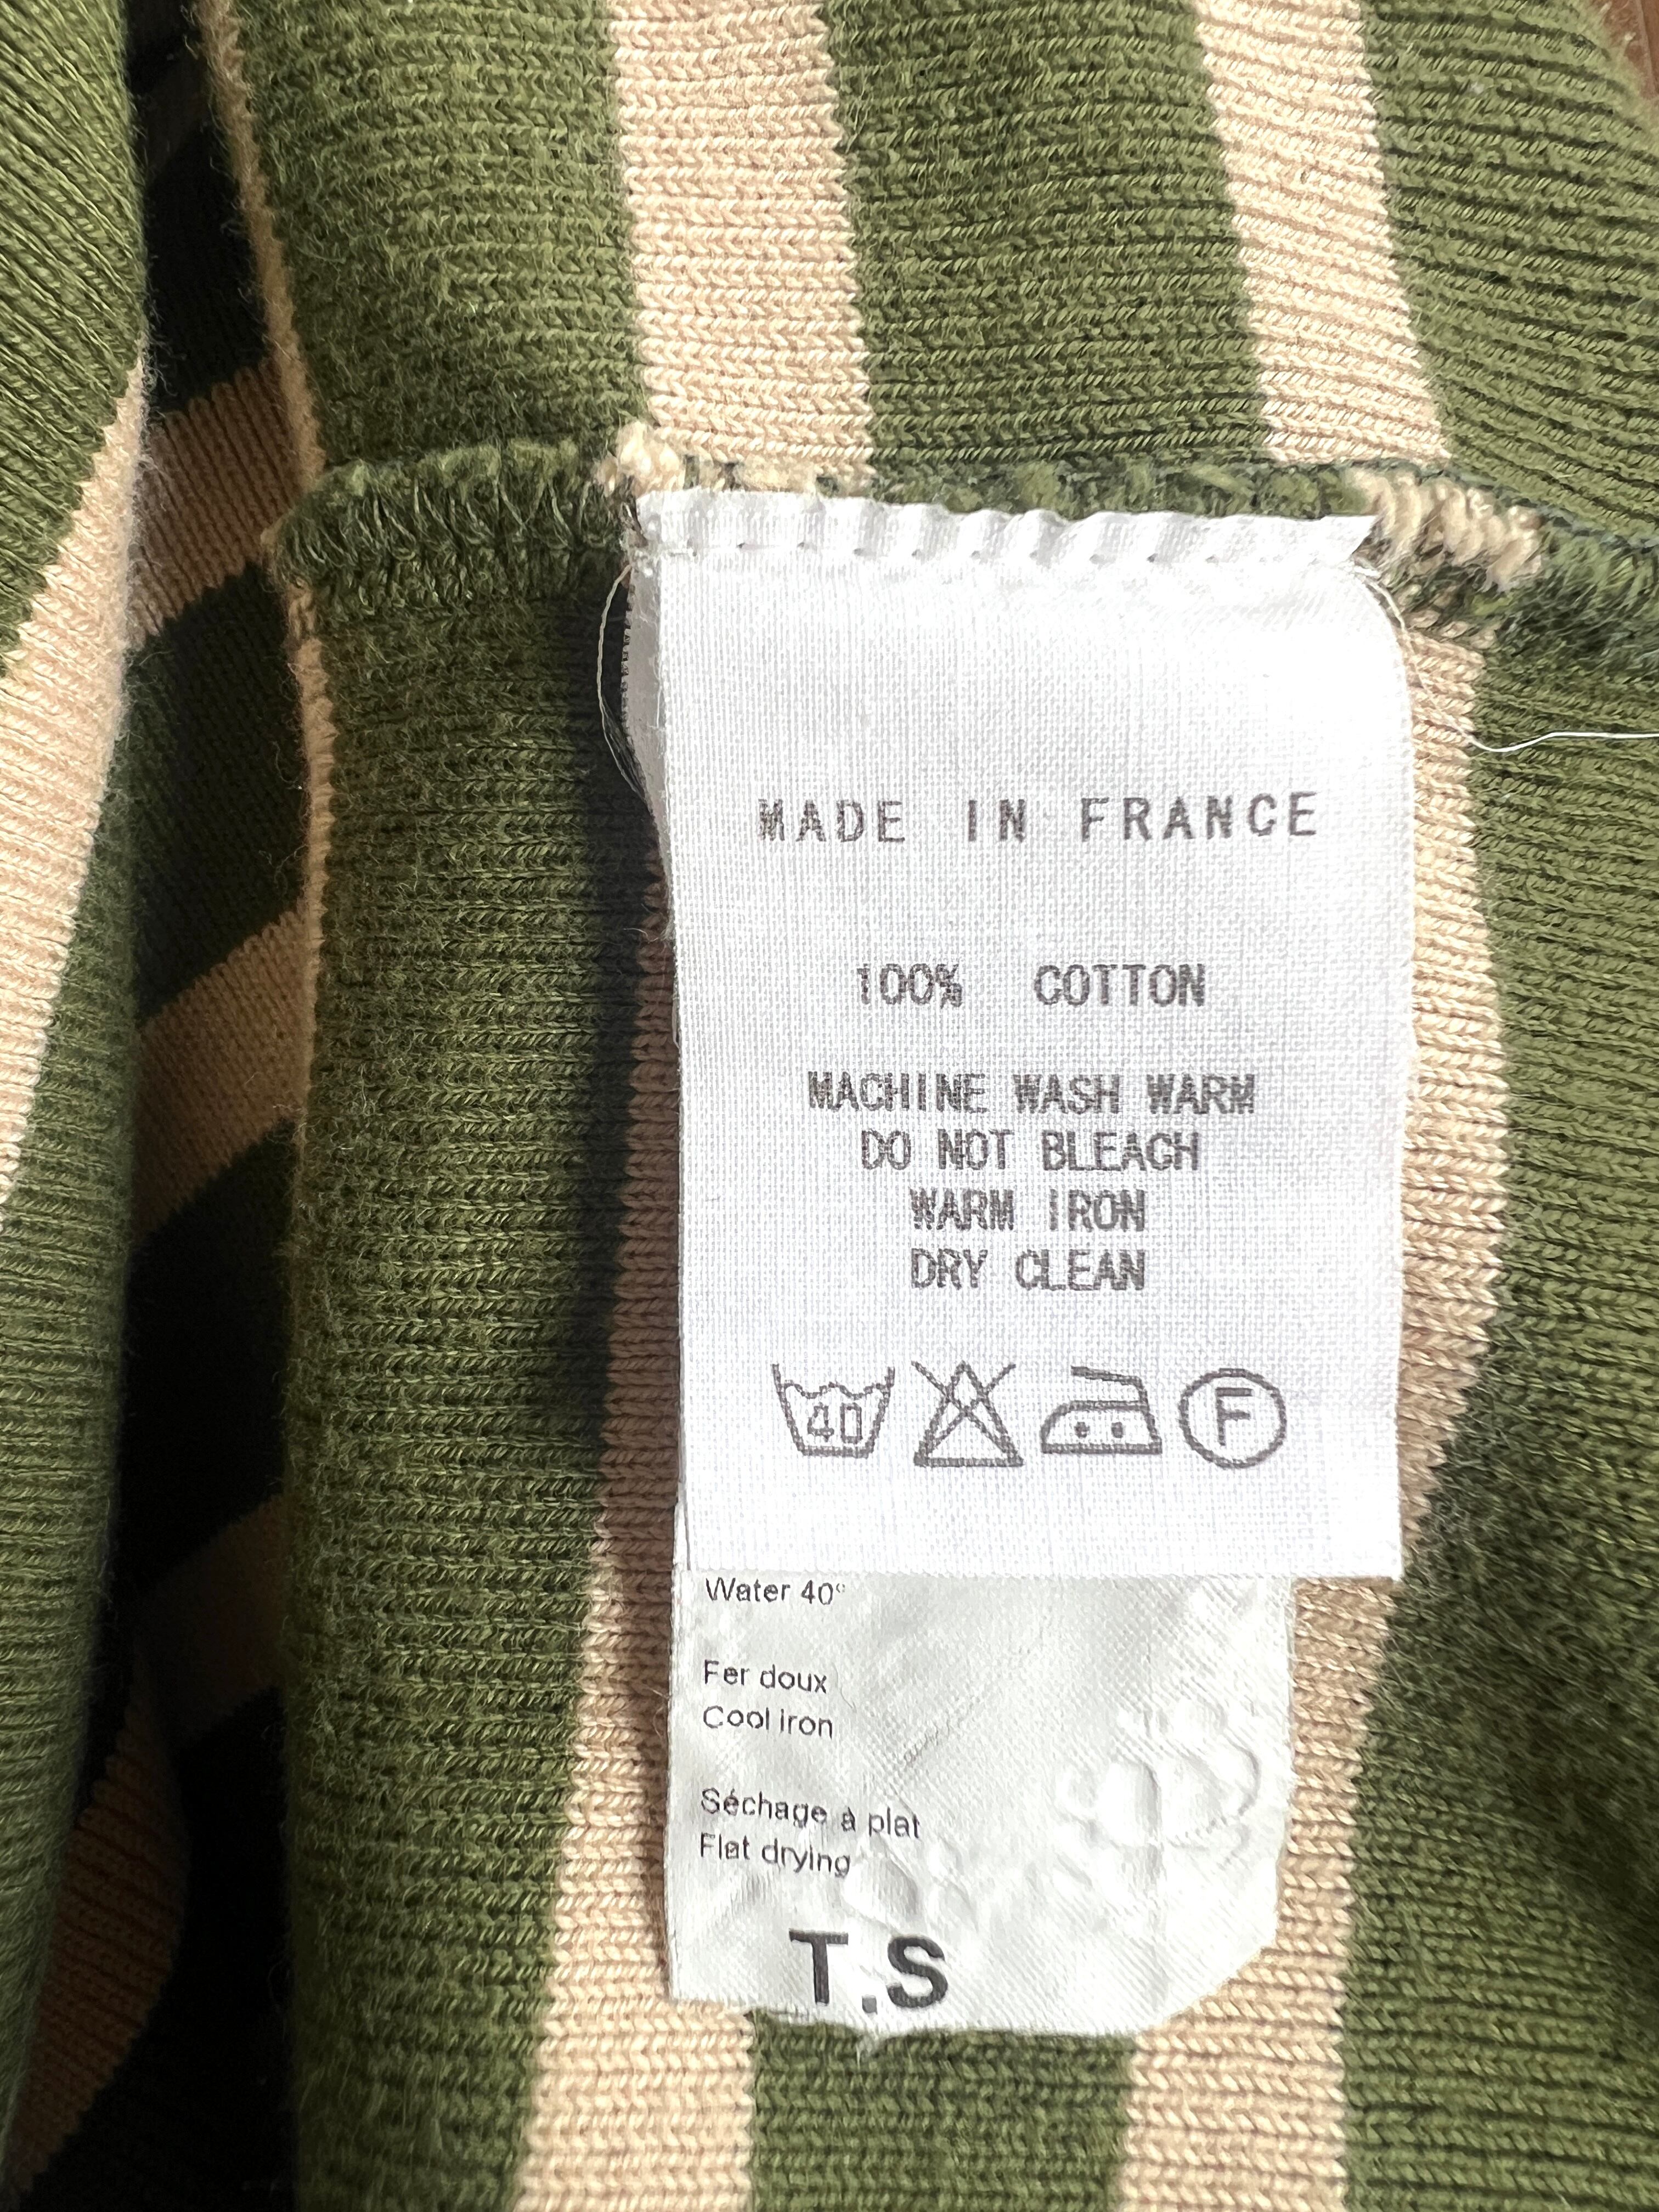 MADE IN FRANCE
100% COTTON
MACHINE WASH WARM
DO NOT BLEACH
WARM IRON
DRY CLEAN
40 F
Water 40°
Fer doux
Cool iron
Séchage à plat
Flat drying
T.S